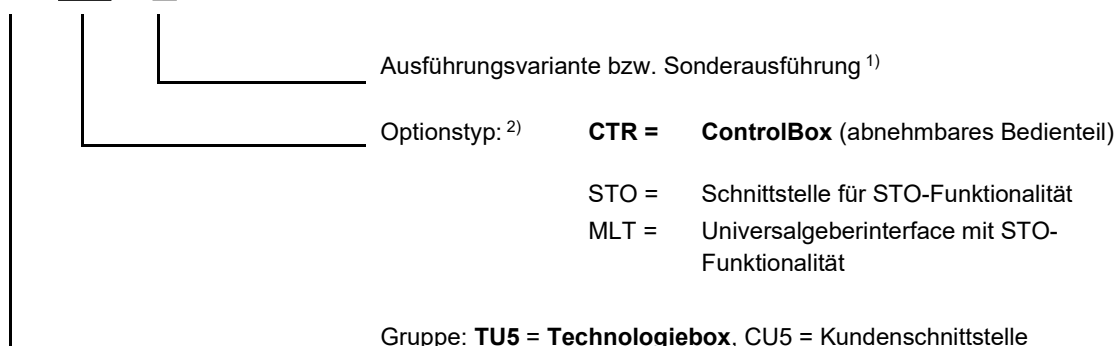 Ausführungsvariante bzw. Sonderausführung 1)
Optionstyp: 2) CTR = ControlBox (abnehmbares Bedienteil)
STO = Schnittstelle für STO-Funktionalität
MLT = Universalgeberinterface mit STO-
Funktionalität
Gruppe: TU5 = Technologiebox, CU5 = Kundenschnittstelle